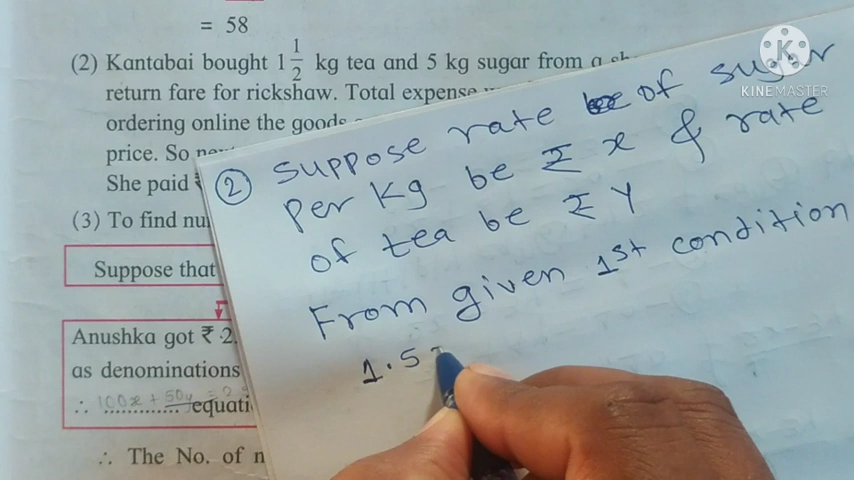 = 58
(2) Kantabai bought 1 1/2 kg tea and 5 kg sugar from a sh
return fare for rickshaw. Total expense
ordering online the goods
price. So
She paid ₹
(3) To find nu
Suppose that
Anushka got ₹ 2
as denominations
∴ 100x + 50y = equati
∴ The No. of n
KINEMASTER
② Suppose rate of sugar
Per Kg be ₹ x & rate
of tea be ₹ Y
From given 1st condition
1.5